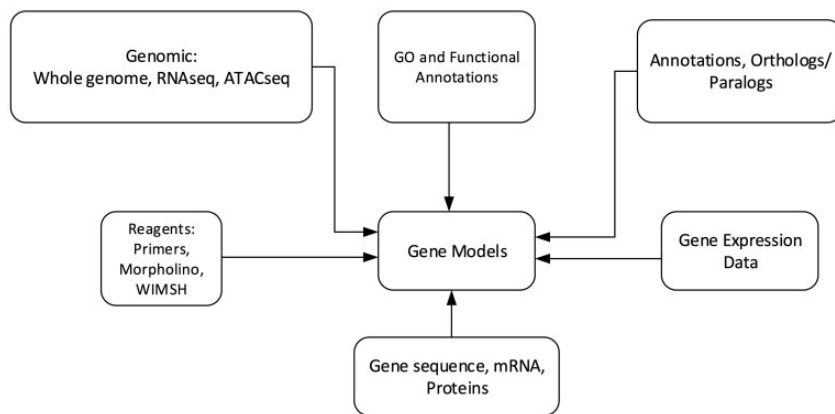 Genomic:
Whole genome, RNAseq, ATACseq
GO and Functional
Annotations
Annotations, Orthologs/
Paralogs
Reagents:
Primers,
Morpholino,
WIMSH
Gene Models
Gene Expression
Data
Gene sequence, mRNA,
Proteins